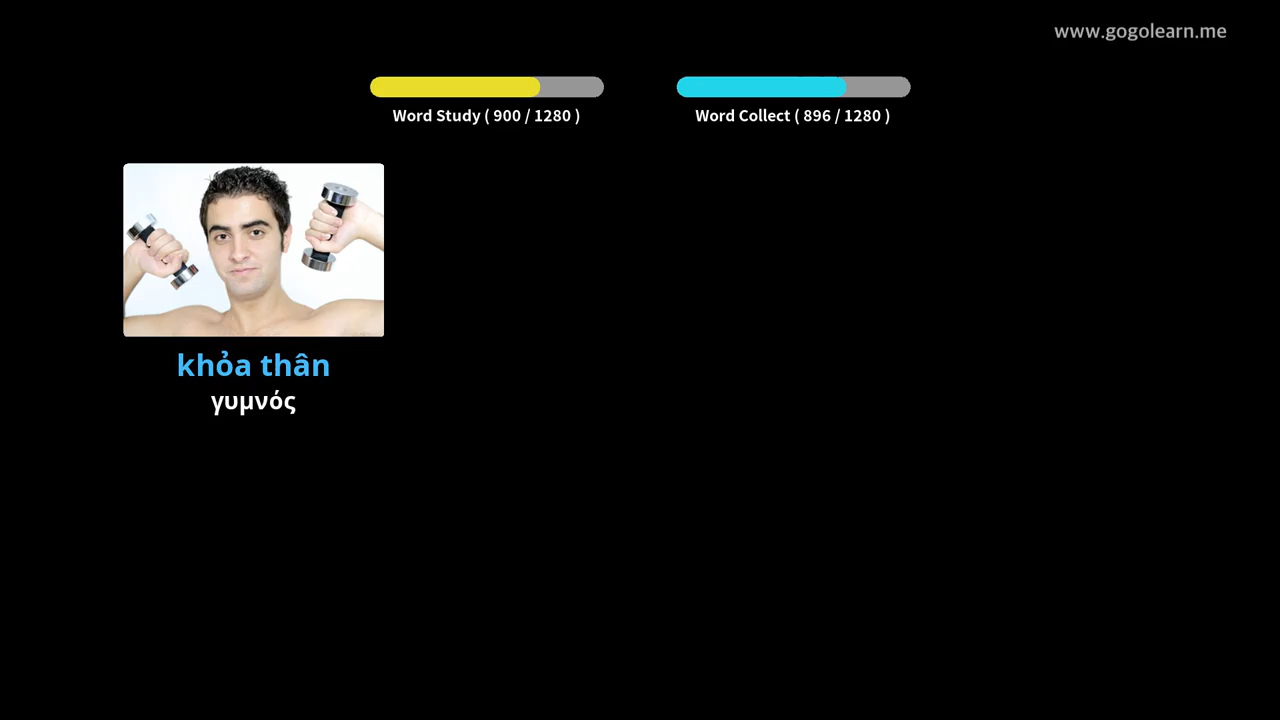 www.gogolearn.me
Word Study ( 900 / 1280 )
Word Collect ( 896 / 1280 )
khỏa thân
γυμνός